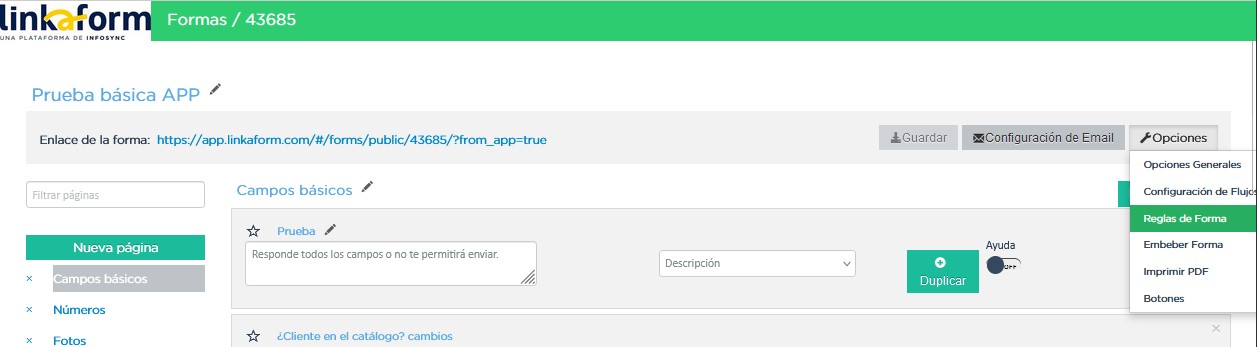 linkaform
UNA PLATAFORMA DE INFOSYNC
Formas / 43685
Prueba básica APP
Enlace de la forma: https://app.linkaform.com/#/forms/public/43685/?from_app=true
Guardar
Configuración de Email
Opciones
Opciones Generales
Configuración de Flujos
Reglas de Forma
Embeber Forma
Imprimir PDF
Botones
Filtrar páginas
Nueva página
× Campos básicos
× Números
× Fotos
Campos básicos
Prueba
Responde todos los campos o no te permitirá enviar.
Descripción
Duplicar
Ayuda
OFF
¿Cliente en el catálogo? cambios
×